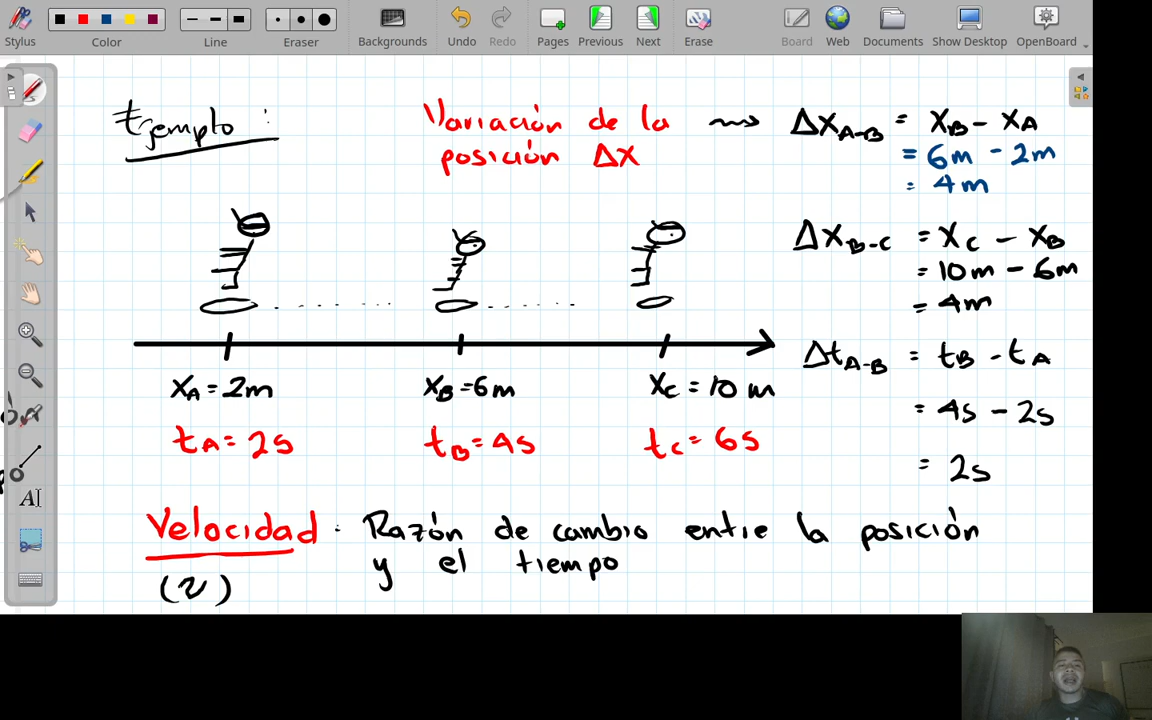 Stylus
Color
Line
Eraser
Backgrounds
Undo
Redo
Pages
Previous
Next
Erase
Board
Web
Documents
Show Desktop
OpenBoard
Ejemplo :
Variación de la
posición Δx
Δx A-B = xB - xA
= 6m - 2m
= 4m
Δx B-C = xC - xB
= 10m - 6m
= 4m
Δt A-B = tB - tA
= 4s - 2s
= 2s
xA = 2m
xB = 6m
xC = 10 m
tA = 2s
tB = 4s
tC = 6s
Velocidad : Razón de cambio entre la posición
y el tiempo
(v)